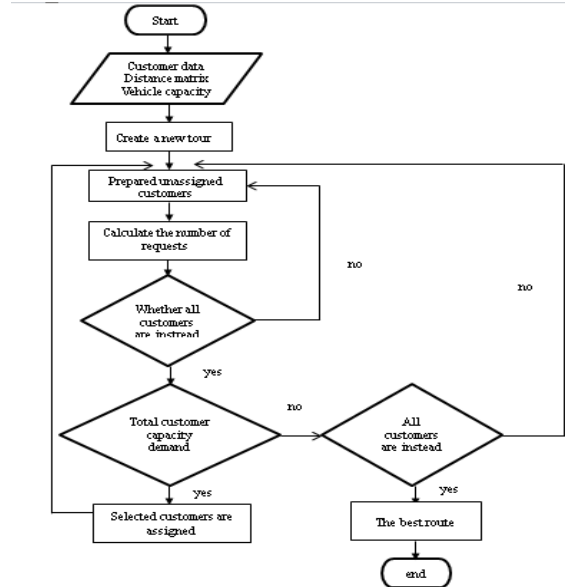 Start
Customer data
Distance matrix
Vehicle capacity
Create a new tour
Prepared unassigned
customers
Calculate the number of
requests
no
no
Whether all
customers
are instread
yes
no
Total customer
capacity
demand
All
customers
are instead
yes
yes
Selected customers are
assigned
The best route
end